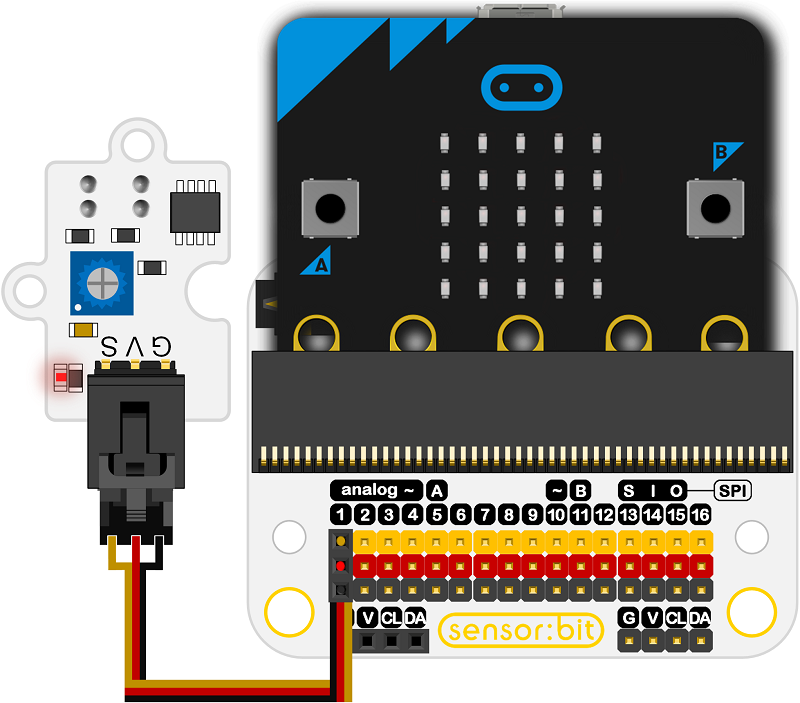 B
A
S V G
analog ~ A ~ B S I O SPI
1 2 3 4 5 6 7 8 9 10 11 12 13 14 15 16
V CL DA G V CL DA
sensor:bit